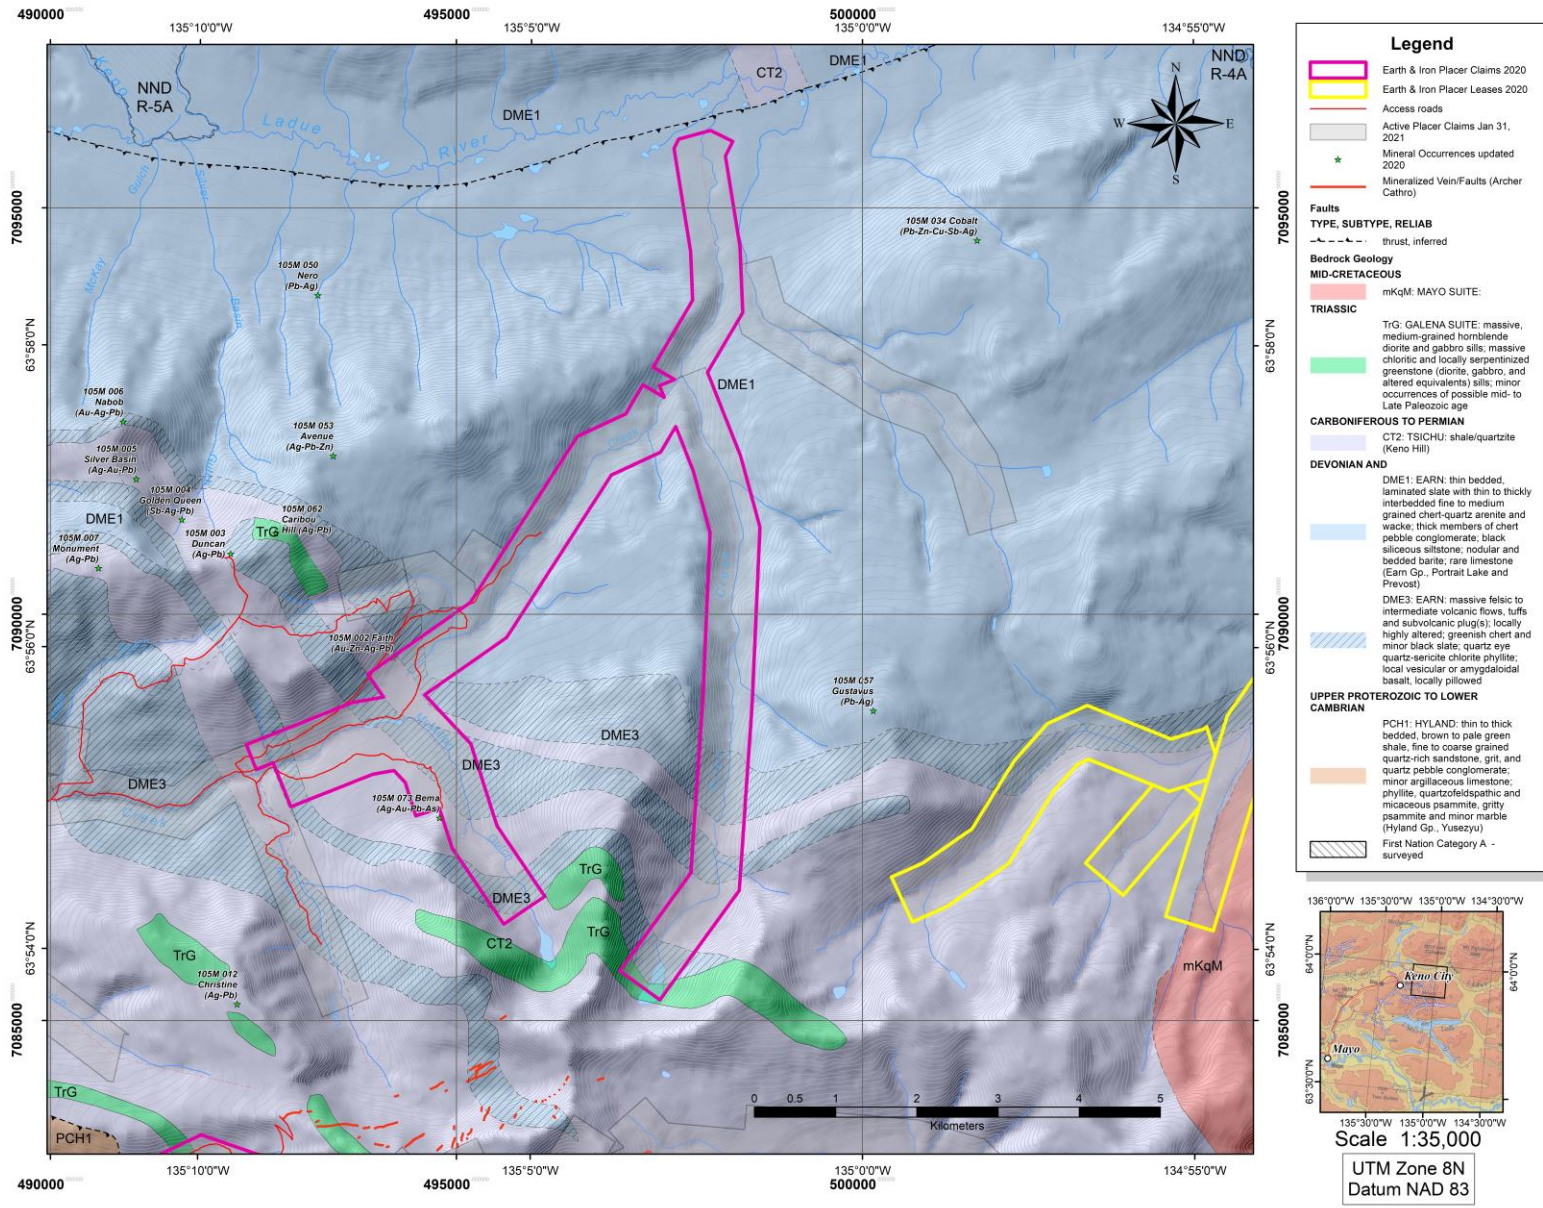 490000
495000
500000
135°10'0"W
135°5'0"W
135°0'0"W
134°55'0"W
NND
R-5A
Keno
Ladue
River
DME1
CT2
DME1
NND
R-4A
N
W
E
S
7095000
7095000
McKay
Gulch
Silver
Basin
Gulch
105M 034 Cobalt
(Pb-Zn-Cu-Sb-Ag)
105M 050
Nero
(Pb-Ag)
63°58'0"N
63°58'0"N
DME1
105M 006
Nabob
(Au-Ag-Pb)
105M 053
Avenue
(Ag-Pb-Zn)
105M 005
Silver Basin
(Ag-Au-Pb)
105M 004
Golden Queen
(Sb-Ag-Pb)
105M 062
Caribou
Hill (Ag-Pb)
TrG
DME1
105M 003
Duncan
(Ag-Pb)
105M 007
Monument
(Ag-Pb)
7090000
7090000
63°56'0"N
63°56'0"N
105M 002 Faith
(Au-Zn-Ag-Pb)
105M 057
Gustavus
(Pb-Ag)
DME3
DME3
DME3
105M 073 Bema
(Ag-Au-Pb-As)
TrG
DME3
TrG
CT2
TrG
105M 012
Christine
(Ag-Pb)
mKqM
63°54'0"N
63°54'0"N
7085000
7085000
TrG
PCH1
0 0.5 1 2 3 4 5
Kilometers
135°10'0"W
135°5'0"W
135°0'0"W
134°55'0"W
490000
495000
500000
Legend
Earth & Iron Placer Claims 2020
Earth & Iron Placer Leases 2020
Access roads
Active Placer Claims Jan 31,
2021
Mineral Occurrences updated
2020
Mineralized Vein/Faults (Archer
Cathro)
Faults
TYPE, SUBTYPE, RELIAB
thrust, inferred
Bedrock Geology
MID-CRETACEOUS
mKqM: MAYO SUITE:
TRIASSIC
TrG: GALENA SUITE: massive,
medium-grained hornblende
diorite and gabbro sills; massive
chloritic and locally serpentinized
greenstone (diorite, gabbro, and
altered equivalents) sills; minor
occurrences of possible mid- to
Late Paleozoic age
CARBONIFEROUS TO PERMIAN
CT2: TSICHU: shale/quartzite
(Keno Hill)
DEVONIAN AND
DME1: EARN: thin bedded,
laminated slate with thin to thickly
interbedded fine to medium
grained chert-quartz arenite and
wacke; thick members of chert
pebble conglomerate; black
siliceous siltstone; nodular and
bedded barite; rare limestone
(Earn Gp., Portrait Lake and
Prevost)
DME3: EARN: massive felsic to
intermediate volcanic flows, tuffs
and subvolcanic plug(s); locally
highly altered; greenish chert and
minor black slate; quartz eye
quartz-sericite chlorite phyllite;
local vesicular or amygdaloidal
basalt, locally pillowed
UPPER PROTEROZOIC TO LOWER
CAMBRIAN
PCH1: HYLAND: thin to thick
bedded, brown to pale green
shale, fine to coarse grained
quartz-rich sandstone, grit, and
quartz pebble conglomerate;
minor argillaceous limestone;
phyllite, quartzofeldspathic and
micaceous psammite, gritty
psammite and minor marble
(Hyland Gp., Yusezyu)
First Nation Category A -
surveyed
136°0'0"W 135°30'0"W 135°0'0"W 134°30'0"W
64°0'0"N
64°0'0"N
Keno City
Mayo
63°30'0"N
63°30'0"N
135°30'0"W 135°0'0"W 134°30'0"W
Scale 1:35,000
UTM Zone 8N
Datum NAD 83